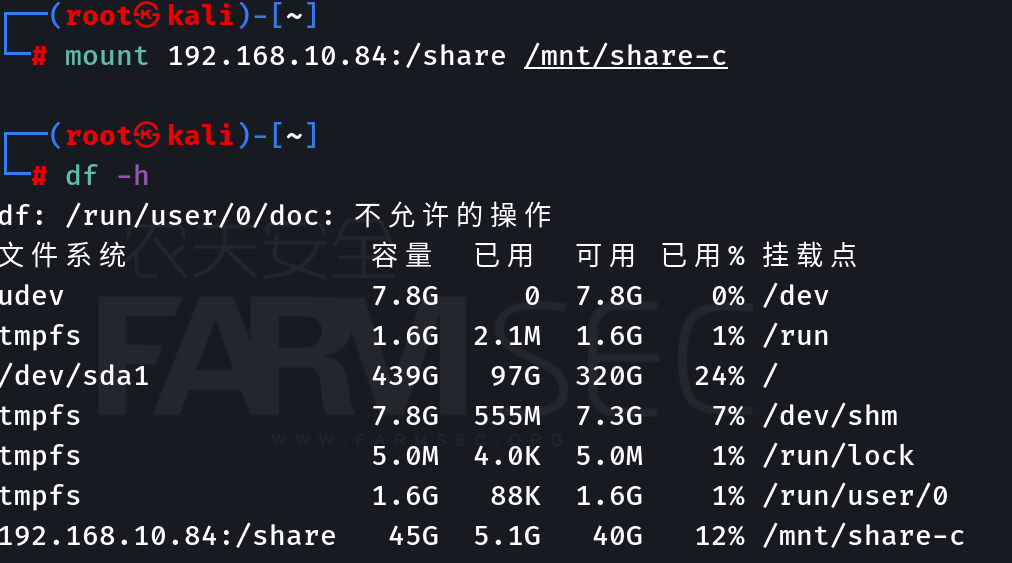 (root㉿kali)-[~]
# mount 192.168.10.84:/share /mnt/share-c
(root㉿kali)-[~]
# df -h
df: /run/user/0/doc: 不允许的操作
文件系统 容量 已用 可用 已用% 挂载点
udev 7.8G 0 7.8G 0% /dev
tmpfs 1.6G 2.1M 1.6G 1% /run
/dev/sda1 439G 97G 320G 24% /
tmpfs 7.8G 555M 7.3G 7% /dev/shm
tmpfs 5.0M 4.0K 5.0M 1% /run/lock
tmpfs 1.6G 88K 1.6G 1% /run/user/0
192.168.10.84:/share 45G 5.1G 40G 12% /mnt/share-c
农夫安全
FARMSEC
WWW.FARMSEC.ORG